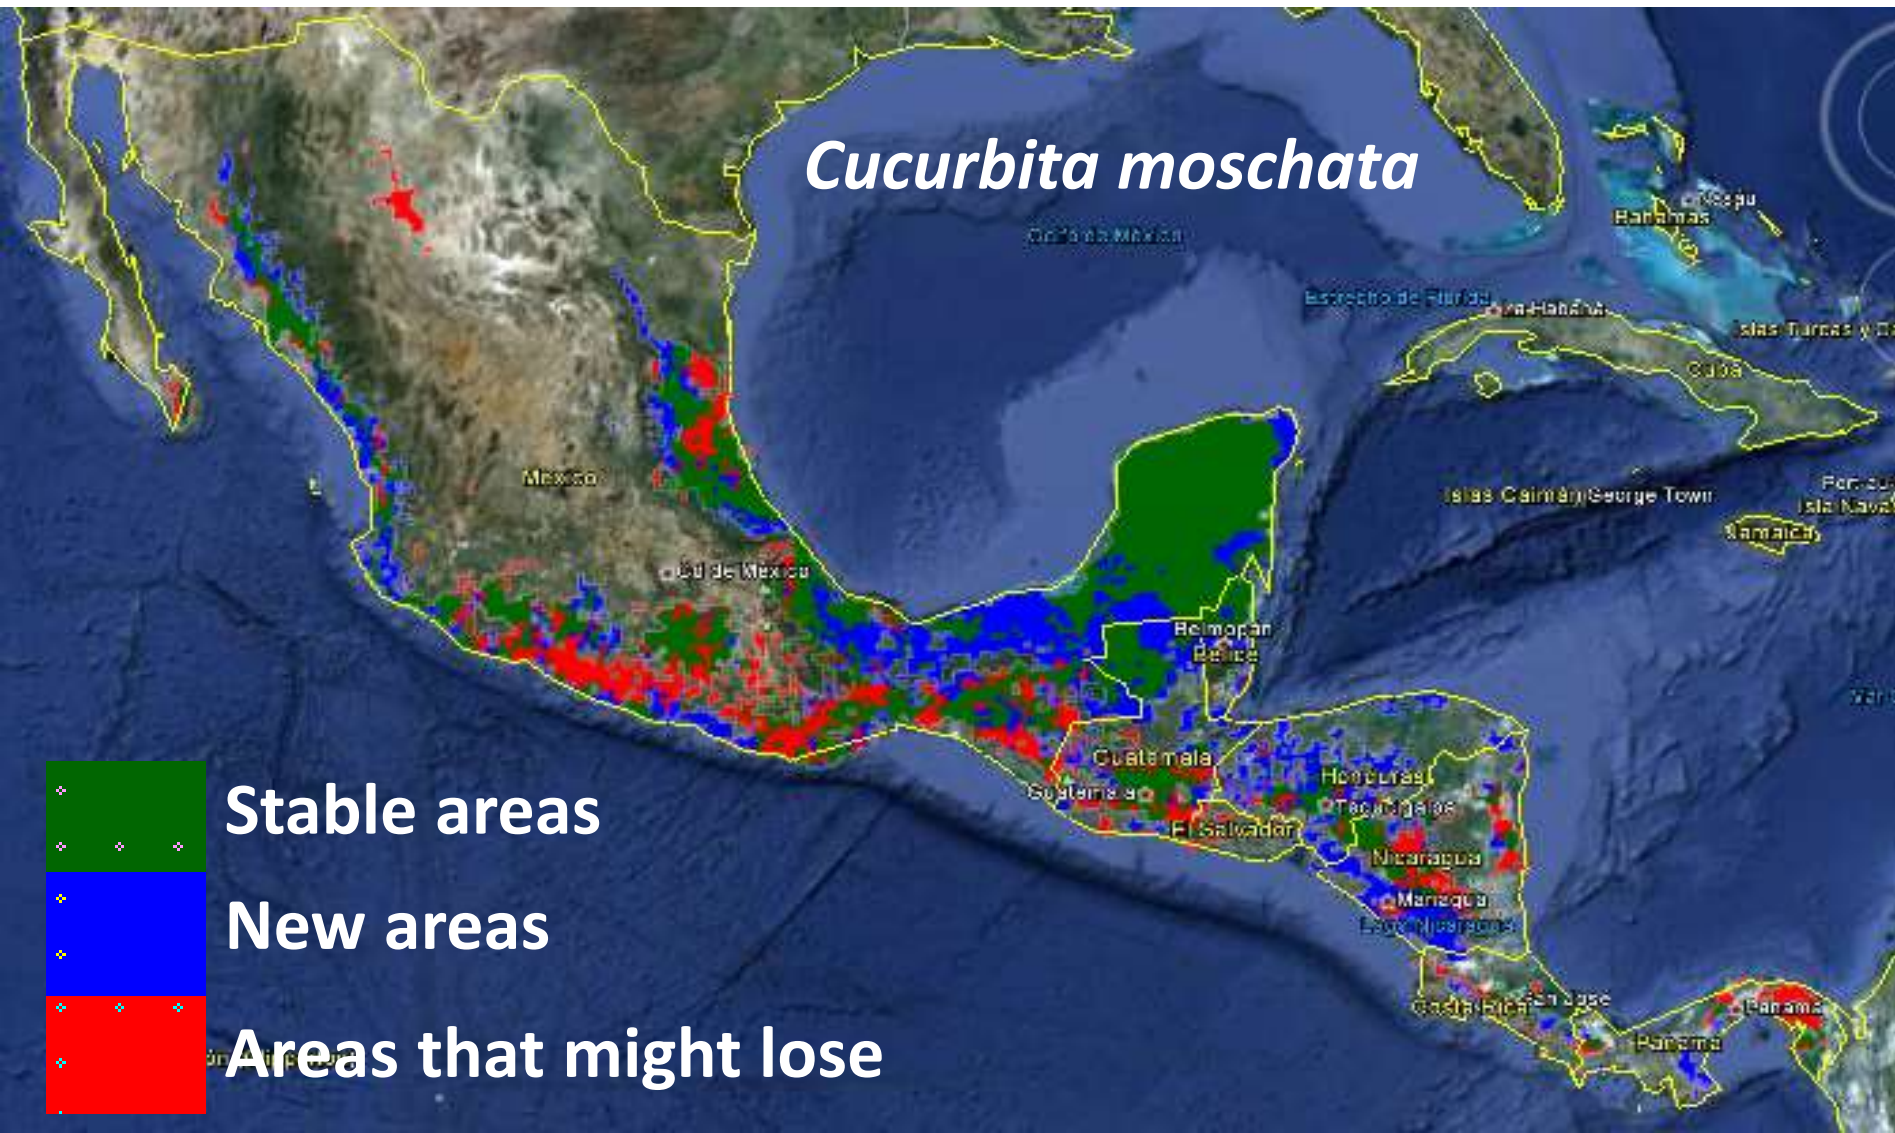 Cucurbita moschata
Golfo de México
Bahamas
Estrecho de Florida
La Habana
Islas Turcas y
Cuba
México
Islas Caimán
George Town
Jamaica
Cd de México
Belmopán
Belice
Guatemala
Guatemala
Honduras
Tegucigalpa
El Salvador
Nicaragua
Managua
Lago Nicaragua
Costa Rica
San José
Panamá
Panamá
Stable areas
New areas
Areas that might lose